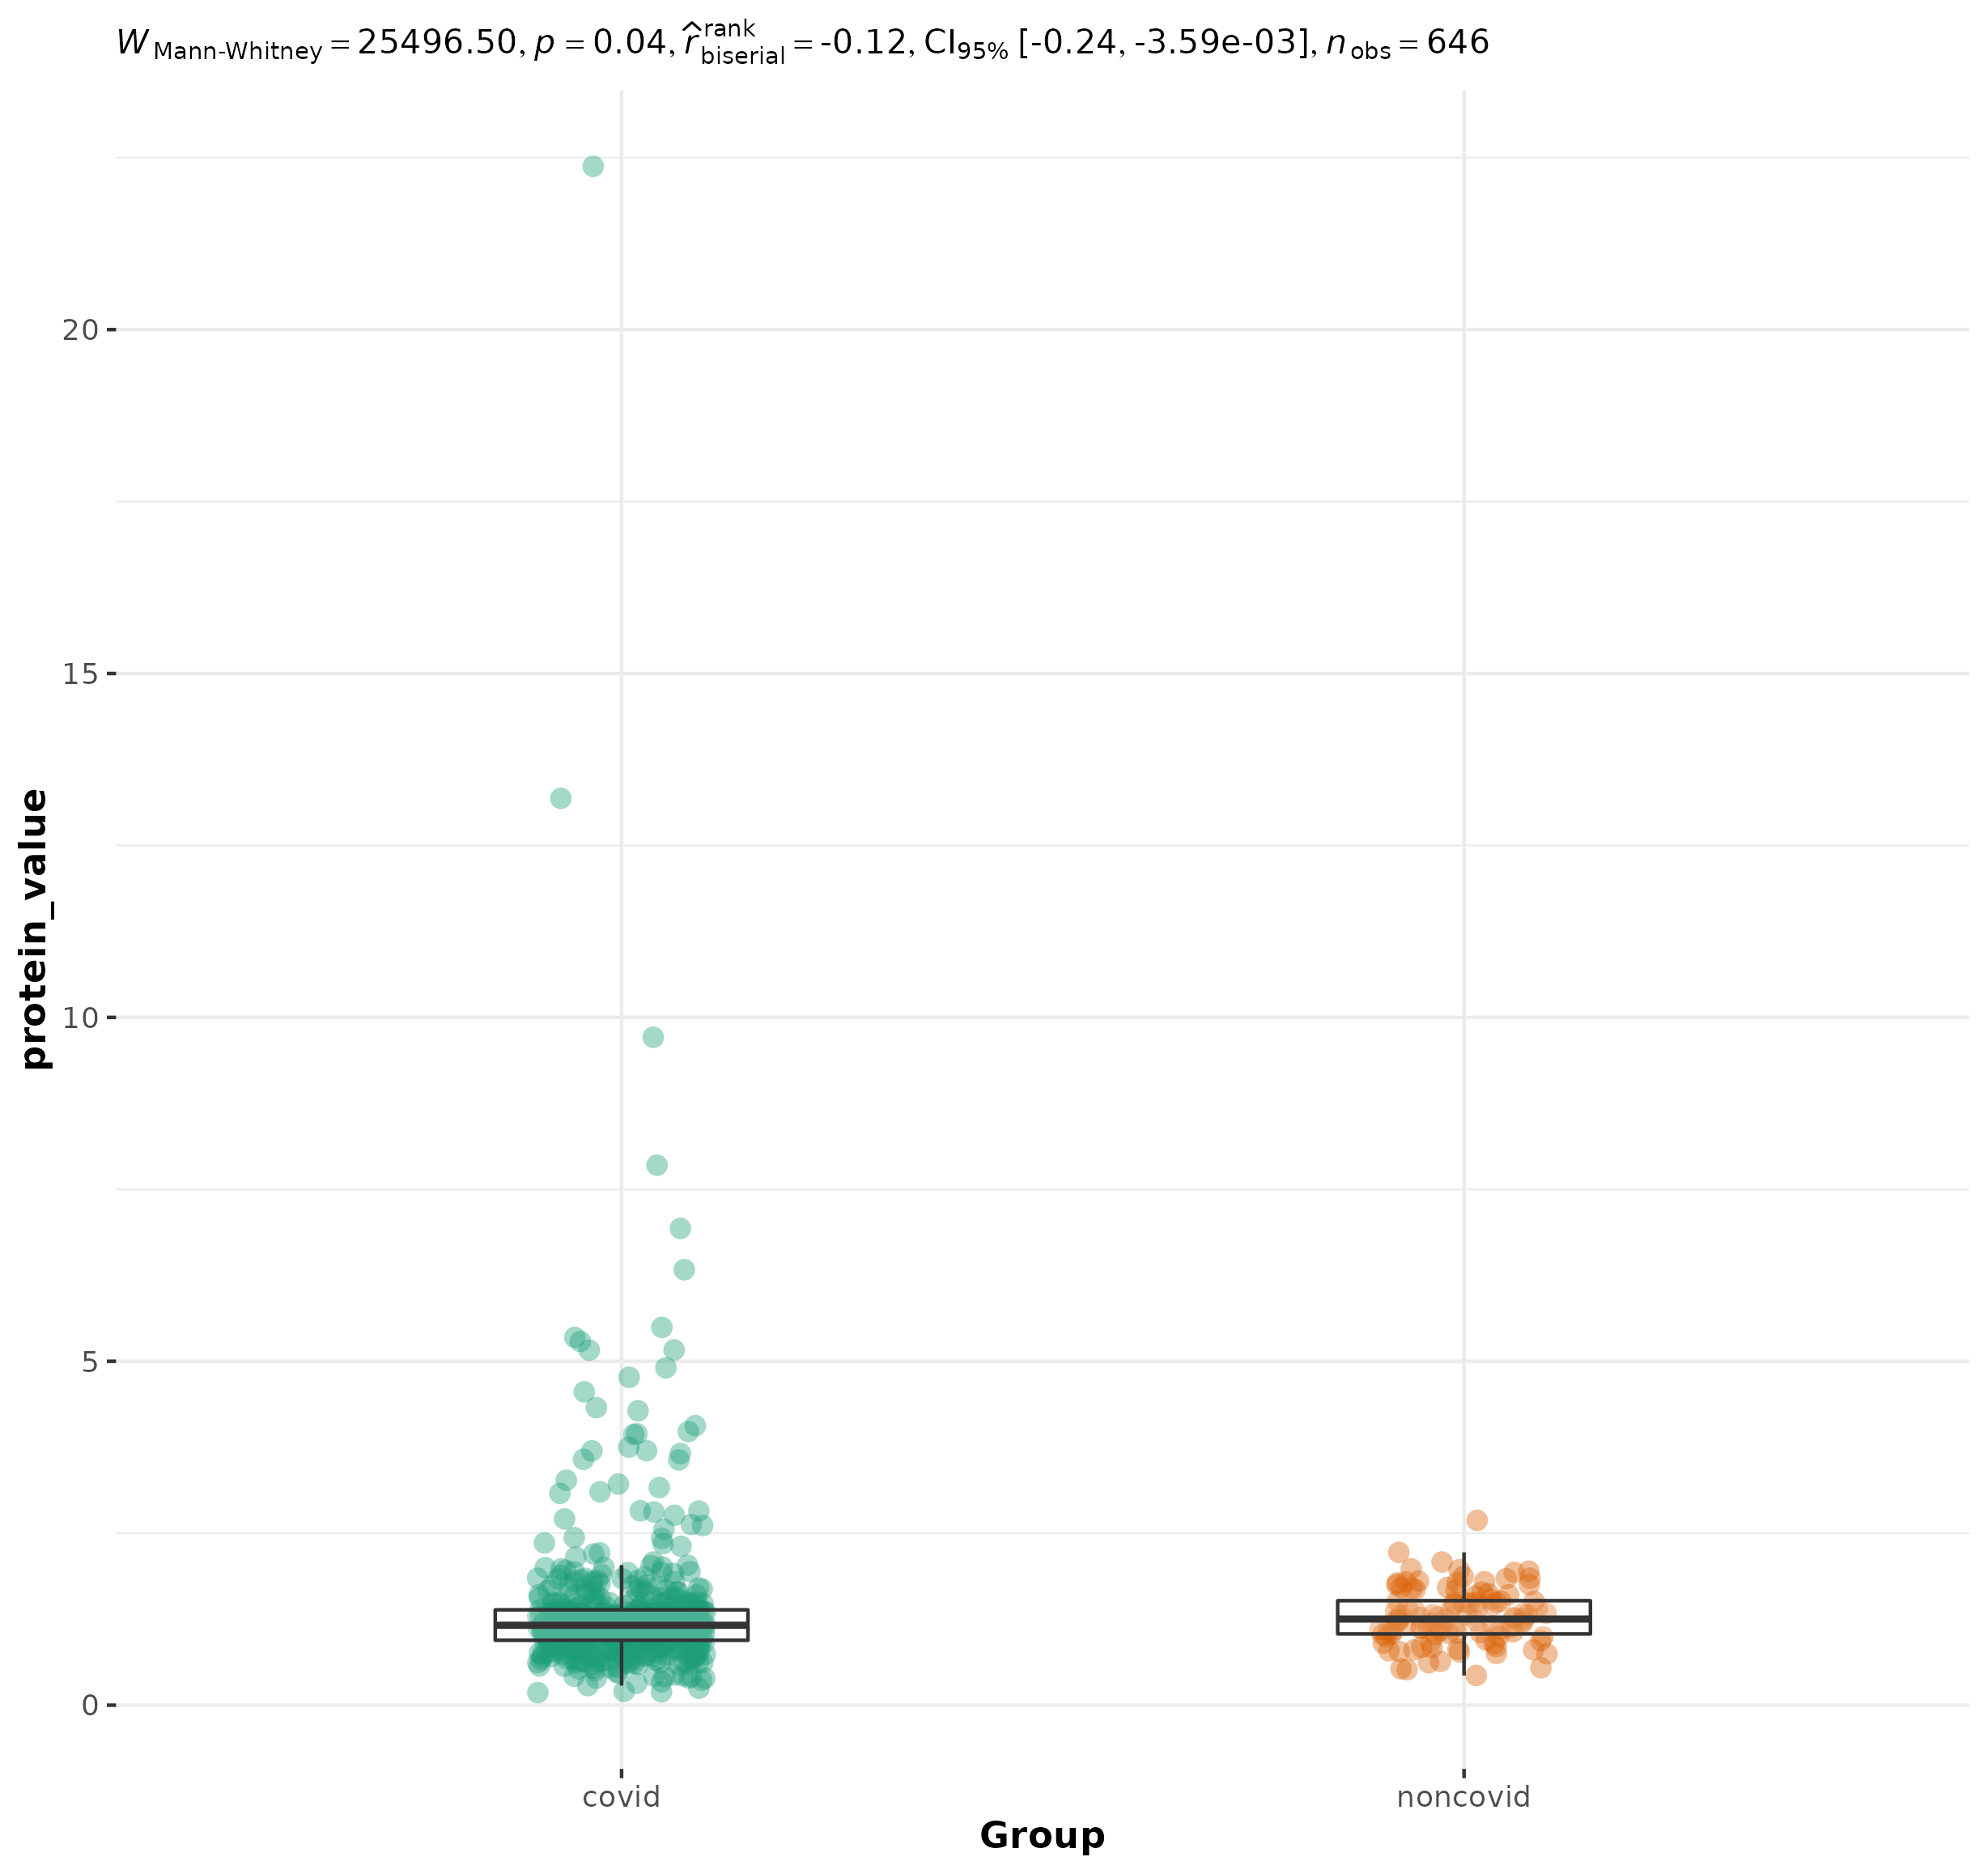 W Mann-Whitney = 25496.50, p = 0.04, r̂ rank biserial = -0.12, CI95% [-0.24, -3.59e-03], n obs = 646
20
15
10
5
0
protein_value
covid noncovid
Group